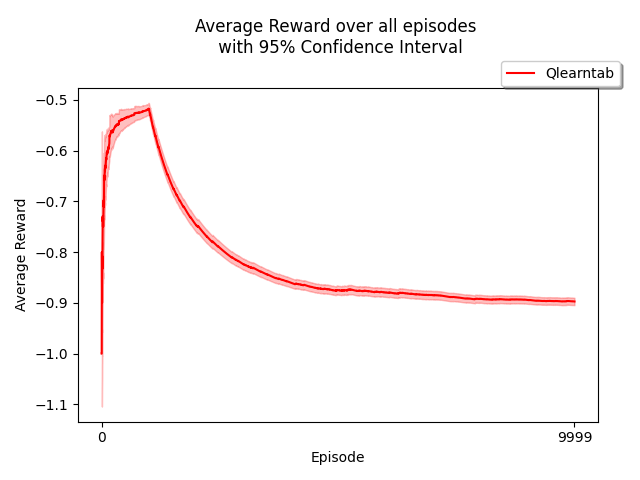 Average Reward over all episodes
with 95% Confidence Interval
Qlearntab
−0.5
−0.6
−0.7
−0.8
−0.9
−1.0
−1.1
Average Reward
0
9999
Episode